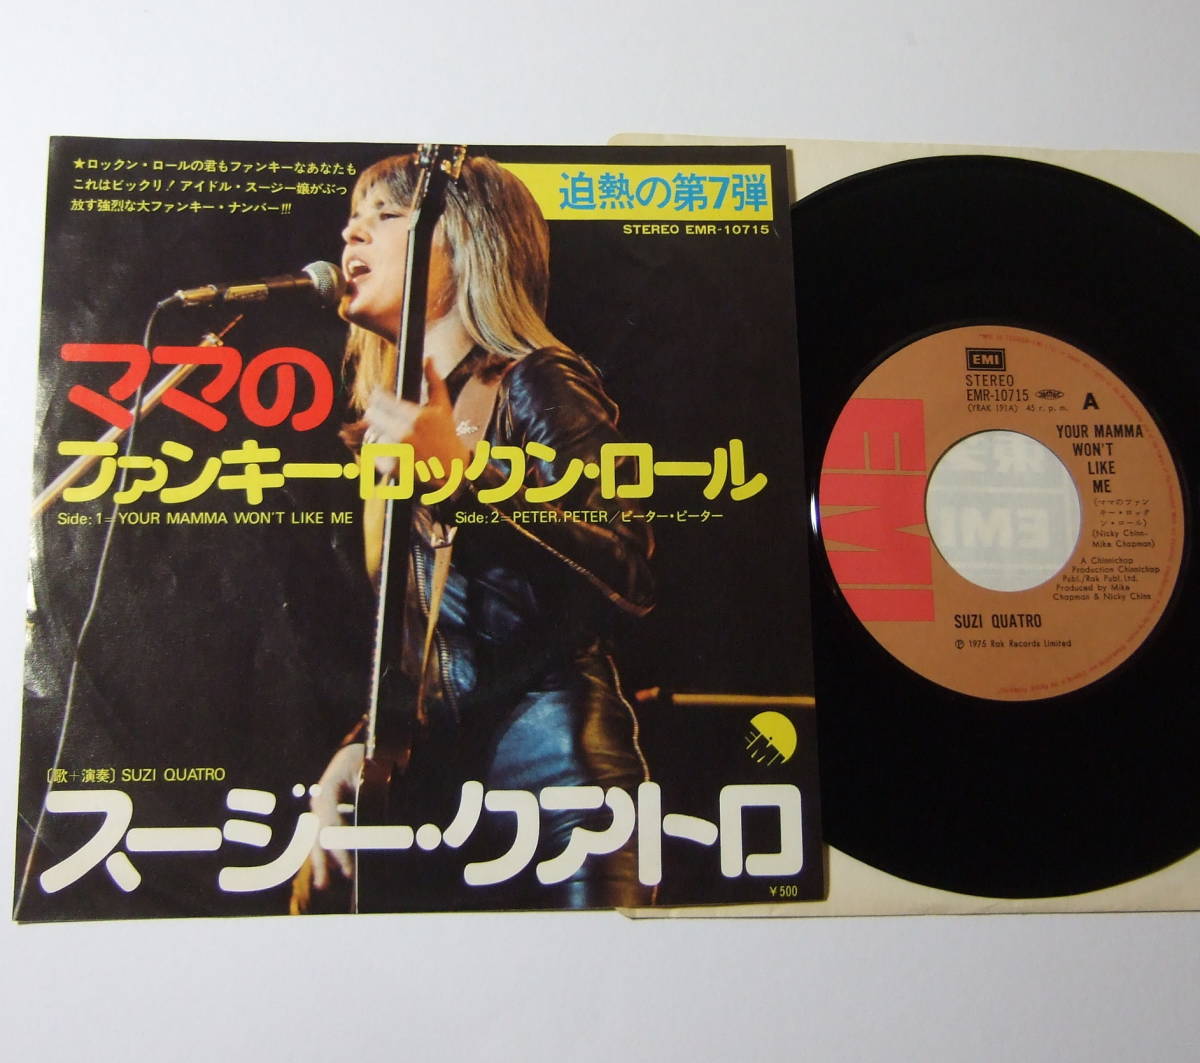 ★ロックン・ロールの君もファンキーなあなたも
これはビックリ！アイドル・スージー嬢がぶっ
放す強烈な大ファンキー・ナンバー!!!
迫熱の第7弾
STEREO EMR-10715
ママの
ファンキー・ロックン・ロール
Side:1=YOUR MAMMA WON'T LIKE ME
Side:2=PETER, PETER／ピーター・ピーター
EMI
〔歌＋演奏〕SUZI QUATRO
スージー・クアトロ
￥500
EMI
STEREO
EMR-10715
(YRAK 191A) 45 r.p.m.
A
EMI
YOUR MAMMA
WON'T
LIKE
ME
(ママのファン
キー・ロック
ン・ロール)
(Nicky Chinn-
Mike Chapman)
A Chinnichap
Production Chinnichap
Publ./Rak Publ. Ltd.
Produced by Mike
Chapman & Nicky Chinn
SUZI QUATRO
Ⓟ 1975 Rak Records Limited
EMI